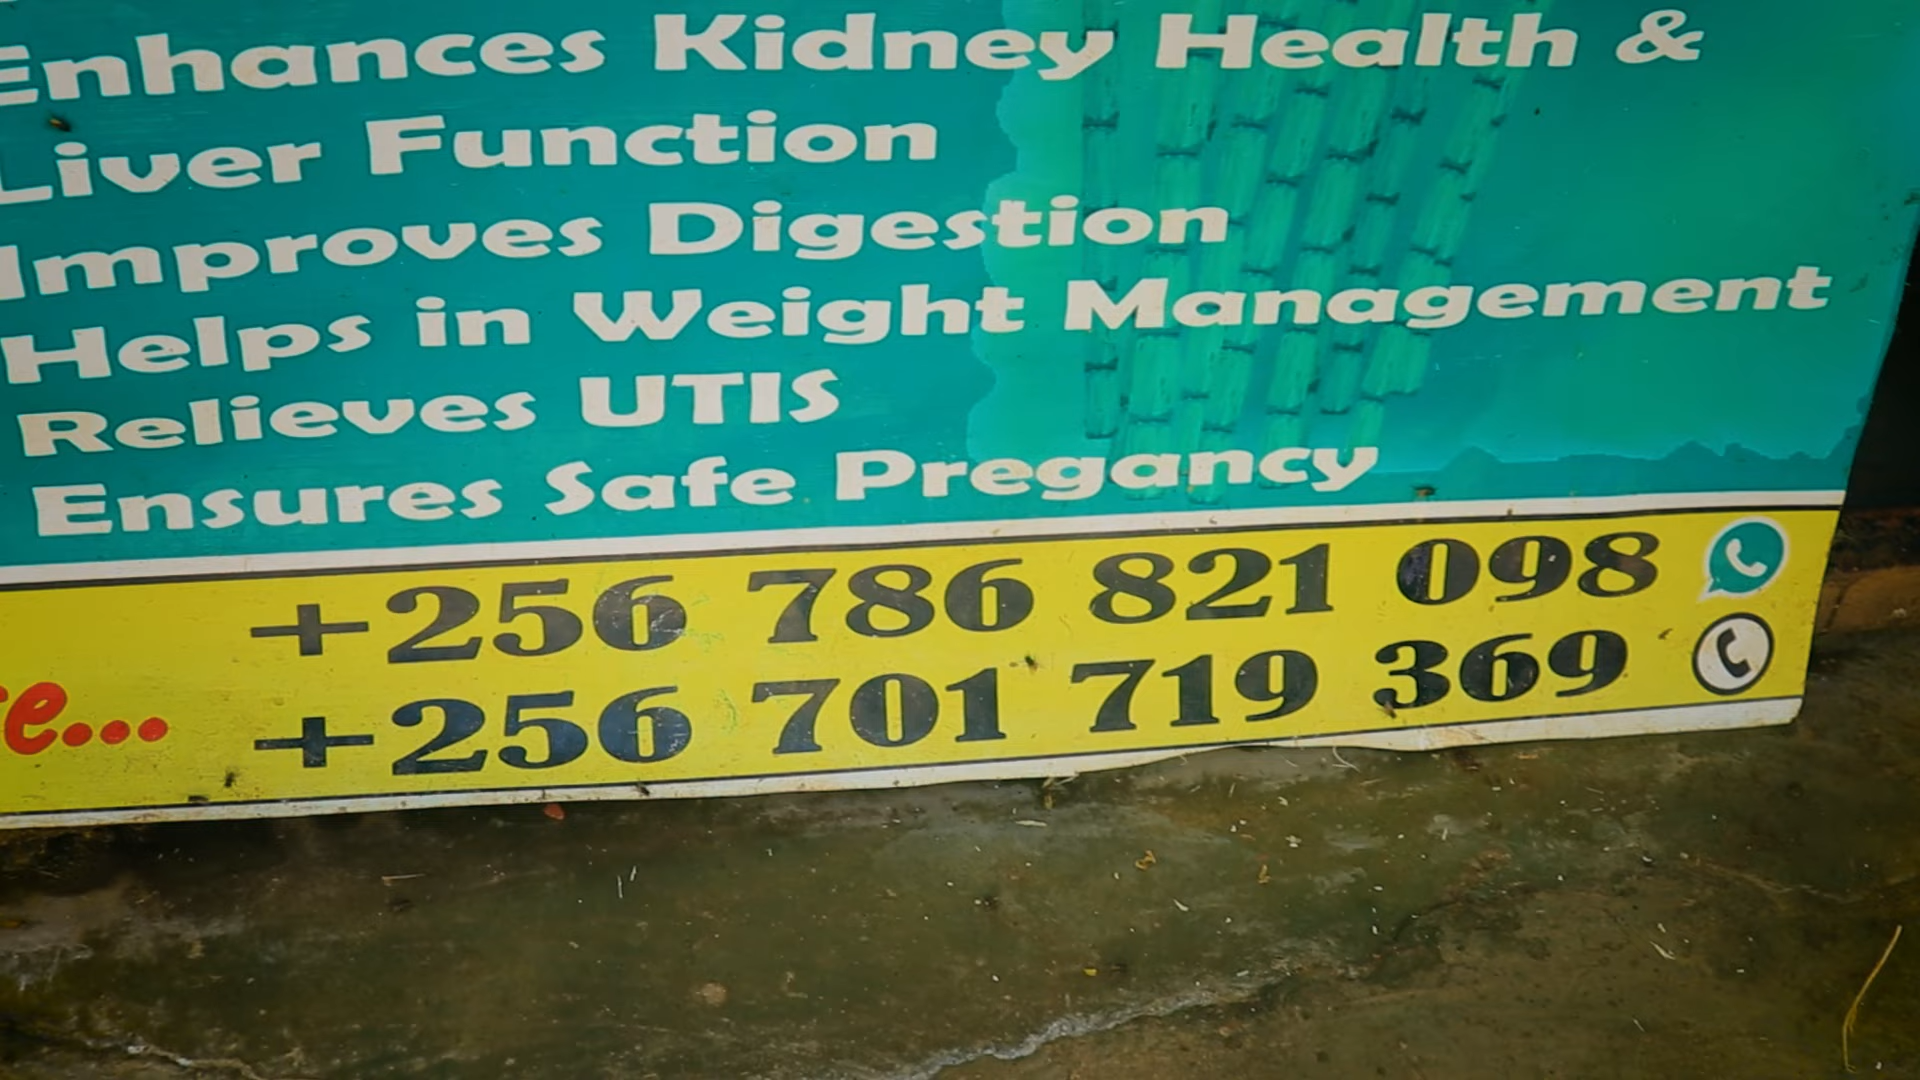 Enhances Kidney Health &
Liver Function
Improves Digestion
Helps in Weight Management
Relieves UTIS
Ensures Safe Pregancy
+256 786 821 098
+256 701 719 369